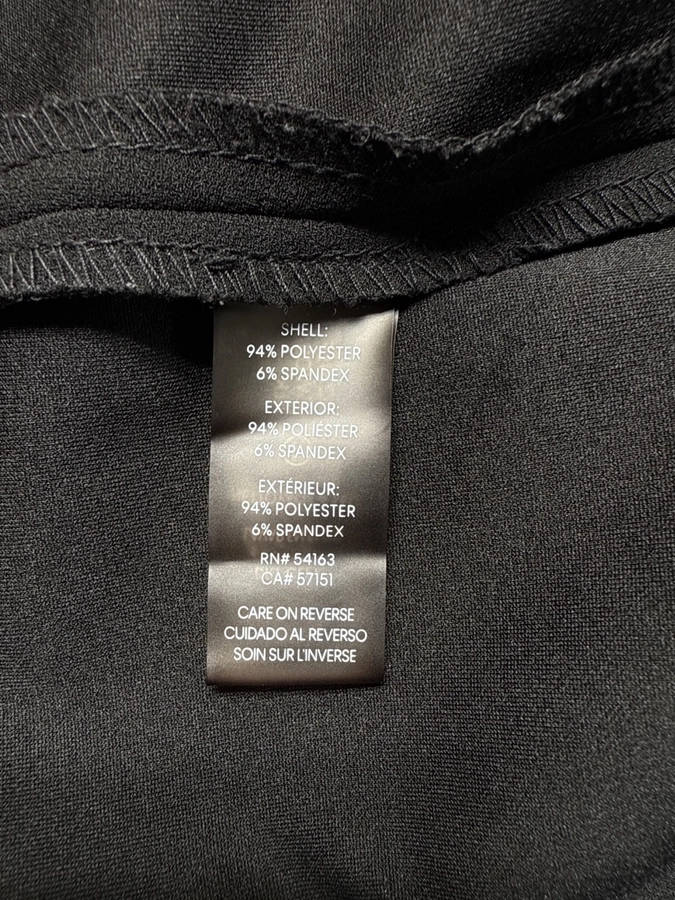 SHELL:
94% POLYESTER
6% SPANDEX
EXTERIOR:
94% POLIÉSTER
6% SPANDEX
EXTÉRIEUR:
94% POLYESTER
6% SPANDEX
RN# 54163
CA# 57151
CARE ON REVERSE
CUIDADO AL REVERSO
SOIN SUR L'INVERSE